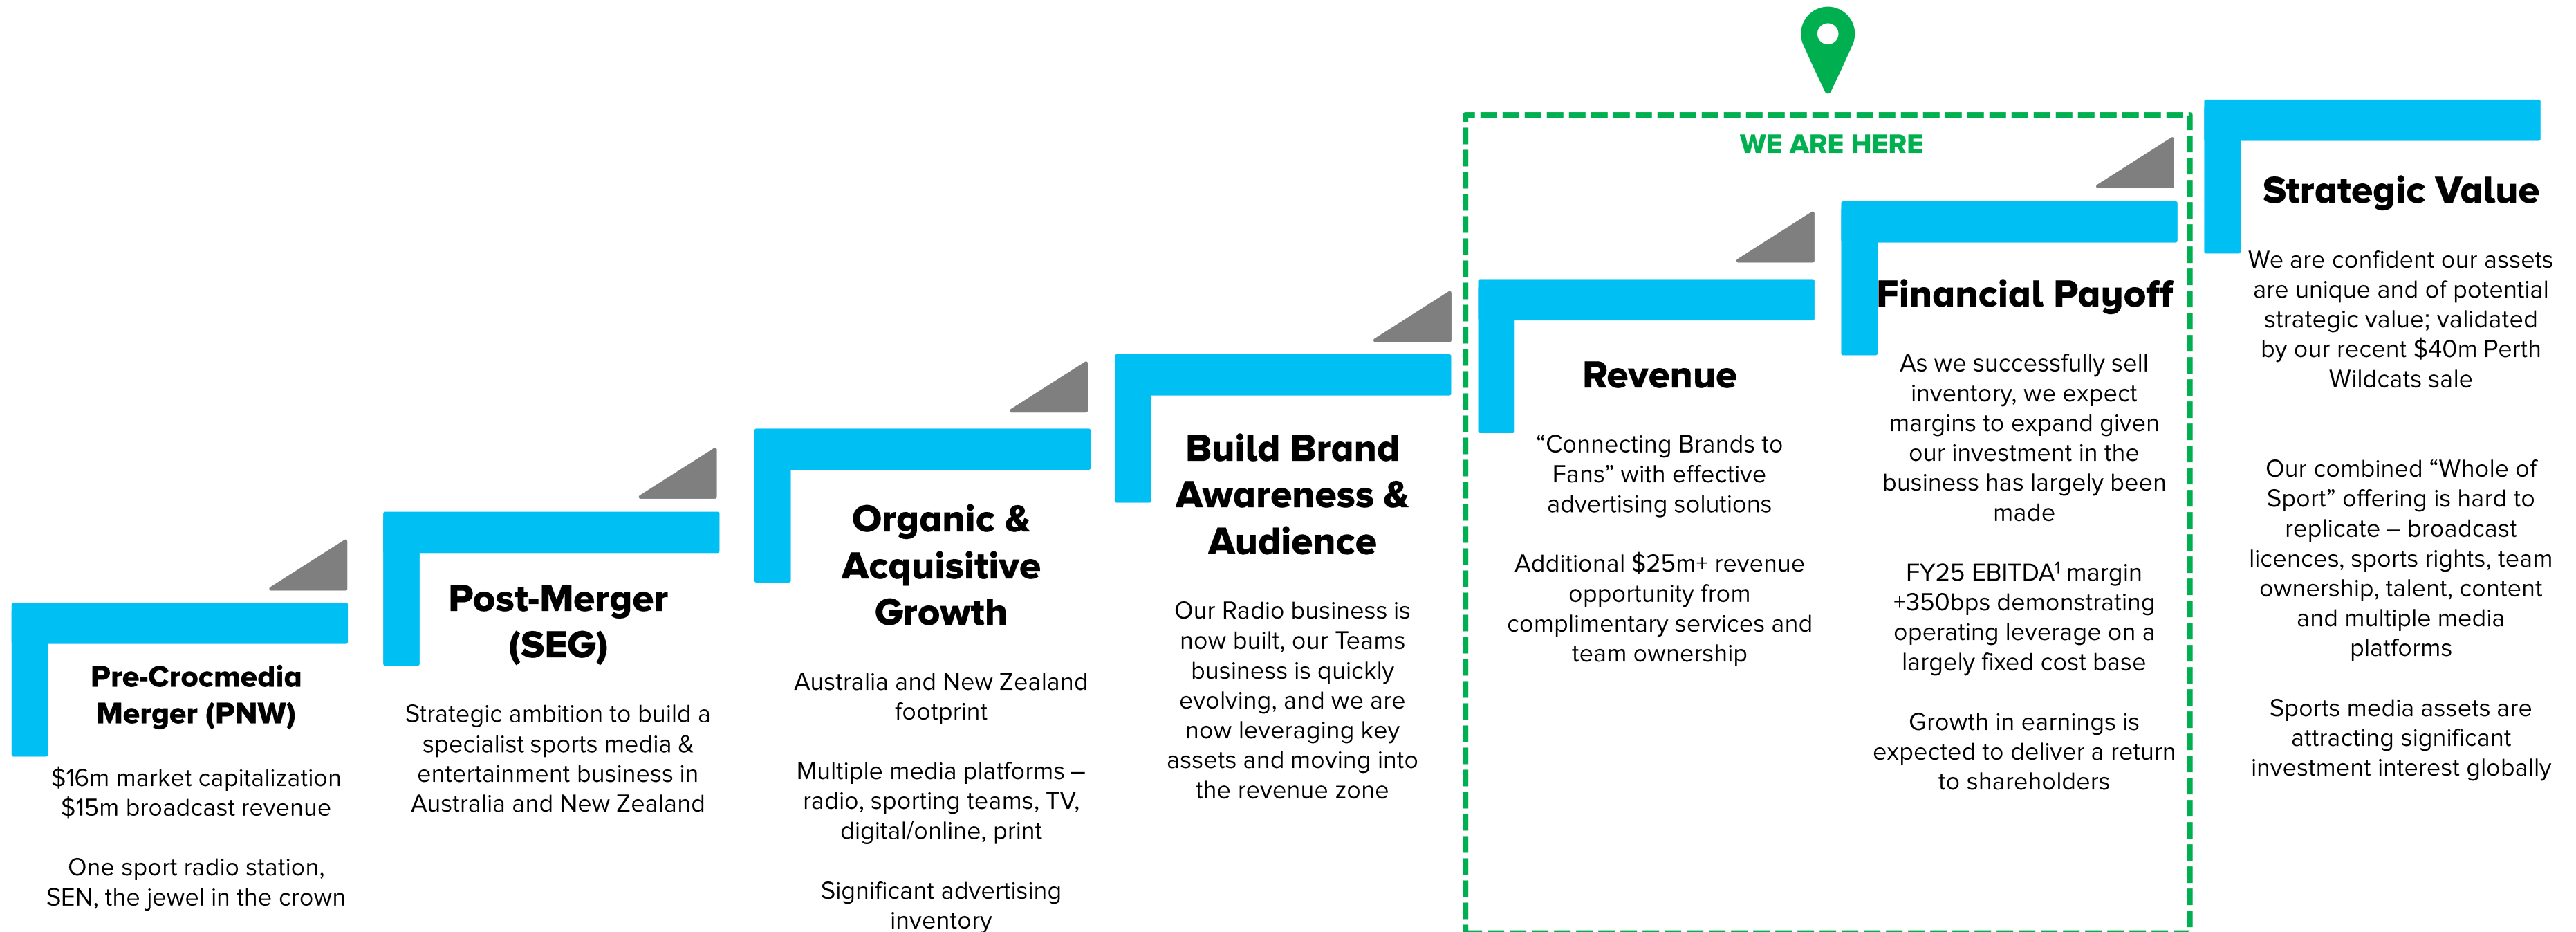 WE ARE HERE
Pre-Crocmedia
Merger (PNW)
$16m market capitalization
$15m broadcast revenue
One sport radio station,
SEN, the jewel in the crown
Post-Merger
(SEG)
Strategic ambition to build a
specialist sports media &
entertainment business in
Australia and New Zealand
Organic &
Acquisitive
Growth
Australia and New Zealand
footprint
Multiple media platforms –
radio, sporting teams, TV,
digital/online, print
Significant advertising
inventory
Build Brand
Awareness &
Audience
Our Radio business is
now built, our Teams
business is quickly
evolving, and we are
now leveraging key
assets and moving into
the revenue zone
Revenue
“Connecting Brands to
Fans” with effective
advertising solutions
Additional $25m+ revenue
opportunity from
complimentary services and
team ownership
Financial Payoff
As we successfully sell
inventory, we expect
margins to expand given
our investment in the
business has largely been
made
FY25 EBITDA¹ margin
+350bps demonstrating
operating leverage on a
largely fixed cost base
Growth in earnings is
expected to deliver a return
to shareholders
Strategic Value
We are confident our assets
are unique and of potential
strategic value; validated
by our recent $40m Perth
Wildcats sale
Our combined “Whole of
Sport” offering is hard to
replicate – broadcast
licences, sports rights, team
ownership, talent, content
and multiple media
platforms
Sports media assets are
attracting significant
investment interest globally